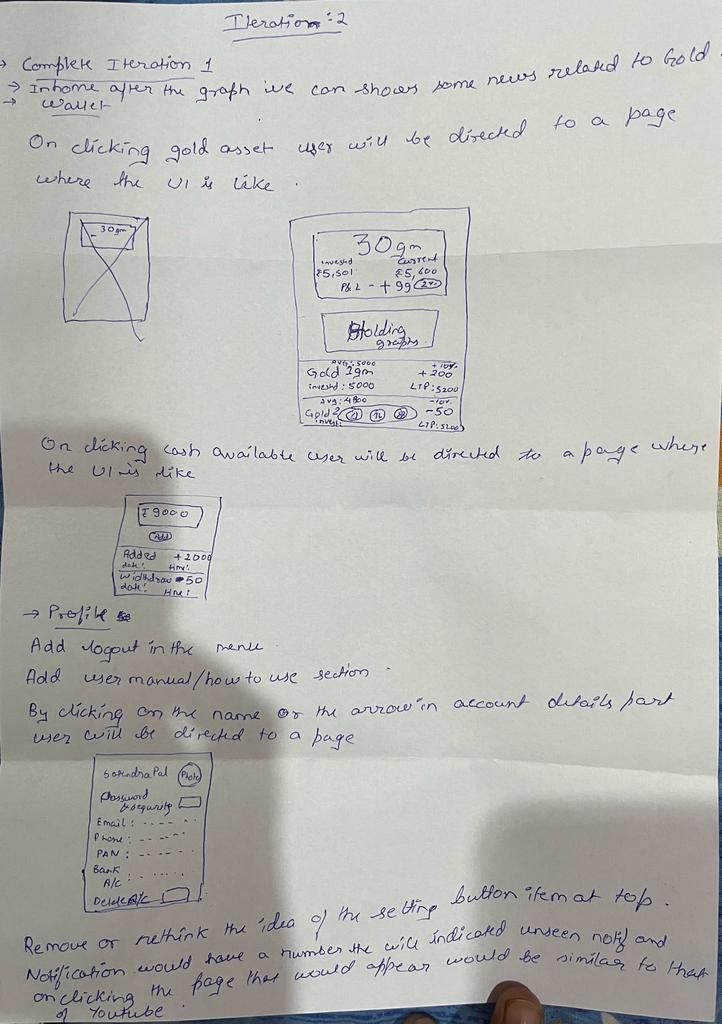 Iteration :2
→ Complete Iteration 1
→ In home after the graph we can shows some news related to Gold.
→ Wallet
On clicking gold asset user will be directed to a page
where the UI is like .
30gm
30gm
Invested Current
₹5,501 ₹5,600
P&L - +99 2%
Holding
graphs
AVG: 5000 +10%
Gold 1gm +200
invested: 5000 LTP: 5200
Avg: 4800 -10%
Gold 2 -50
invest: LTP: 5200
On clicking cash available user will be directed to a page where
the UI is like
₹9000
Add
Added +2000
date: time:
Widhdraw -50
date: time:
→ Profile
Add logout in the menu
Add user manual/how to use section .
By clicking on the name or the arrow in account details part
user will be directed to a page
Photo
Password
& sequrity
Email : - - - - - -
Phone : - - - - -
PAN : - - - - - -
Bank
A/C : . . . . . .
Delete A/C
Remove or rethink the idea of the setting button item at top .
Notification would have a number the will indicated unseen notif and
on clicking the page that would appear would be similar to that
of Youtube .